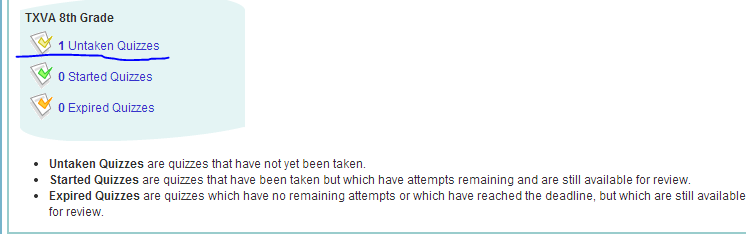 TXVA 8th Grade
1 Untaken Quizzes
0 Started Quizzes
0 Expired Quizzes
• Untaken Quizzes are quizzes that have not yet been taken.
• Started Quizzes are quizzes that have been taken but which have attempts remaining and are still available for review.
• Expired Quizzes are quizzes which have no remaining attempts or which have reached the deadline, but which are still available
for review.